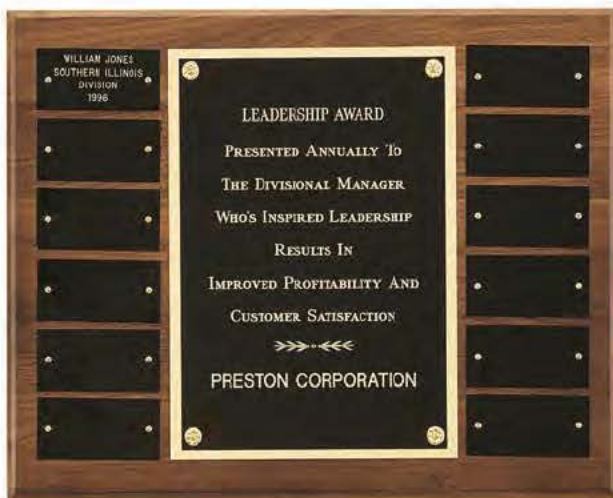 WILLIAM JONES
SOUTHERN ILLINOIS
DIVISION
1996
LEADERSHIP AWARD
PRESENTED ANNUALLY TO
THE DIVISIONAL MANAGER
WHO'S INSPIRED LEADERSHIP
RESULTS IN
IMPROVED PROFITABILITY AND
CUSTOMER SATISFACTION
PRESTON CORPORATION